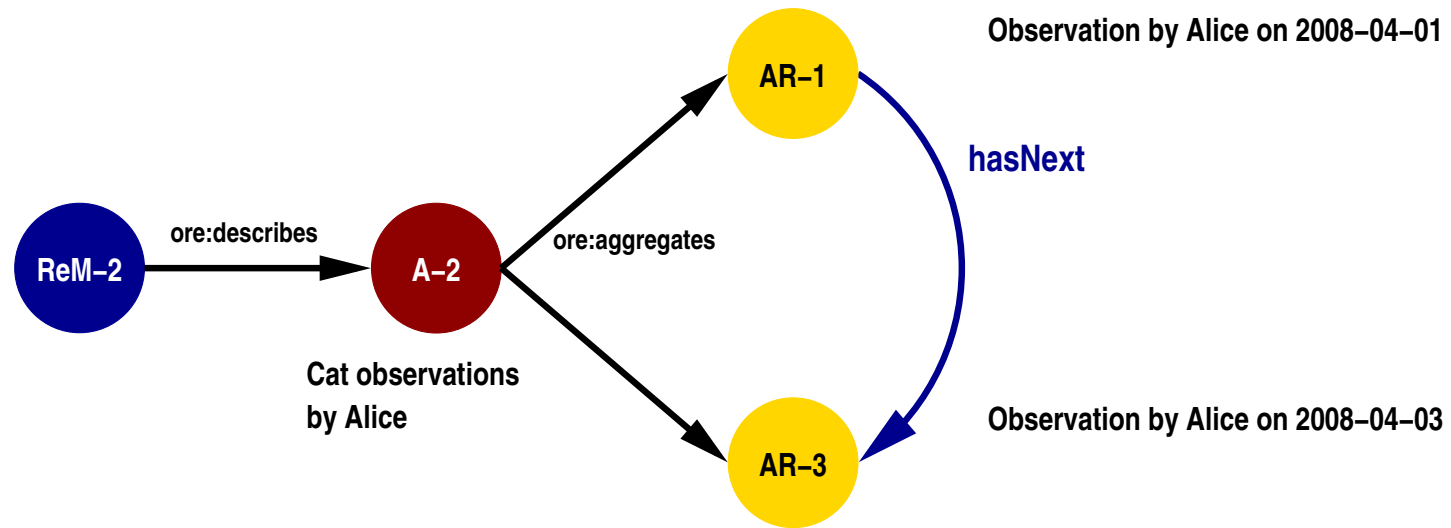 Observation by Alice on 2008−04−01
AR−1
hasNext
ore:describes
ore:aggregates
ReM−2
A−2
Cat observations
by Alice
Observation by Alice on 2008−04−03
AR−3